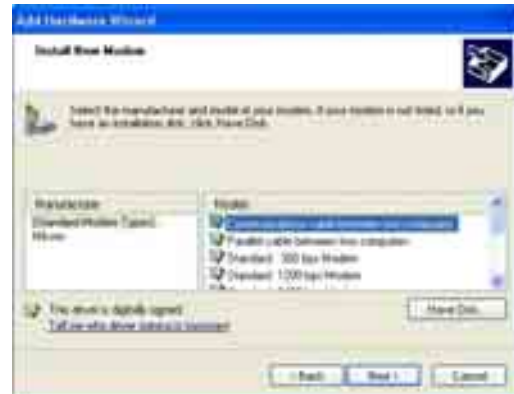 Add Hardware Wizard
Install New Modem
Select the manufacturer and model of your modem. If your modem is not listed, or if you
have an installation disk, click Have Disk.
Manufacturer
(Standard Modem Types)
Models
Communications cable between two computers
Parallel cable between two computers
Standard 300 bps Modem
Standard 1200 bps Modem
This driver is digitally signed.
Tell me why driver signing is important
Have Disk...
< Back
Next >
Cancel